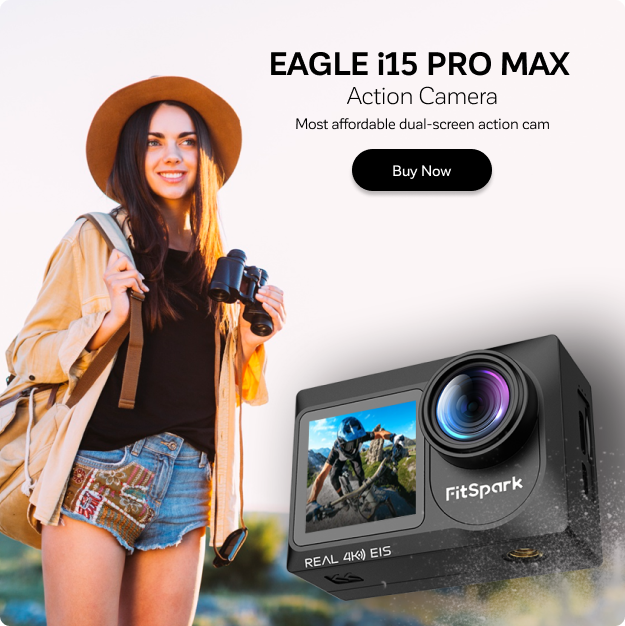 EAGLE i15 PRO MAX
Action Camera
Most affordable dual-screen action cam
Buy Now
FitSpark
REAL 4K EIS